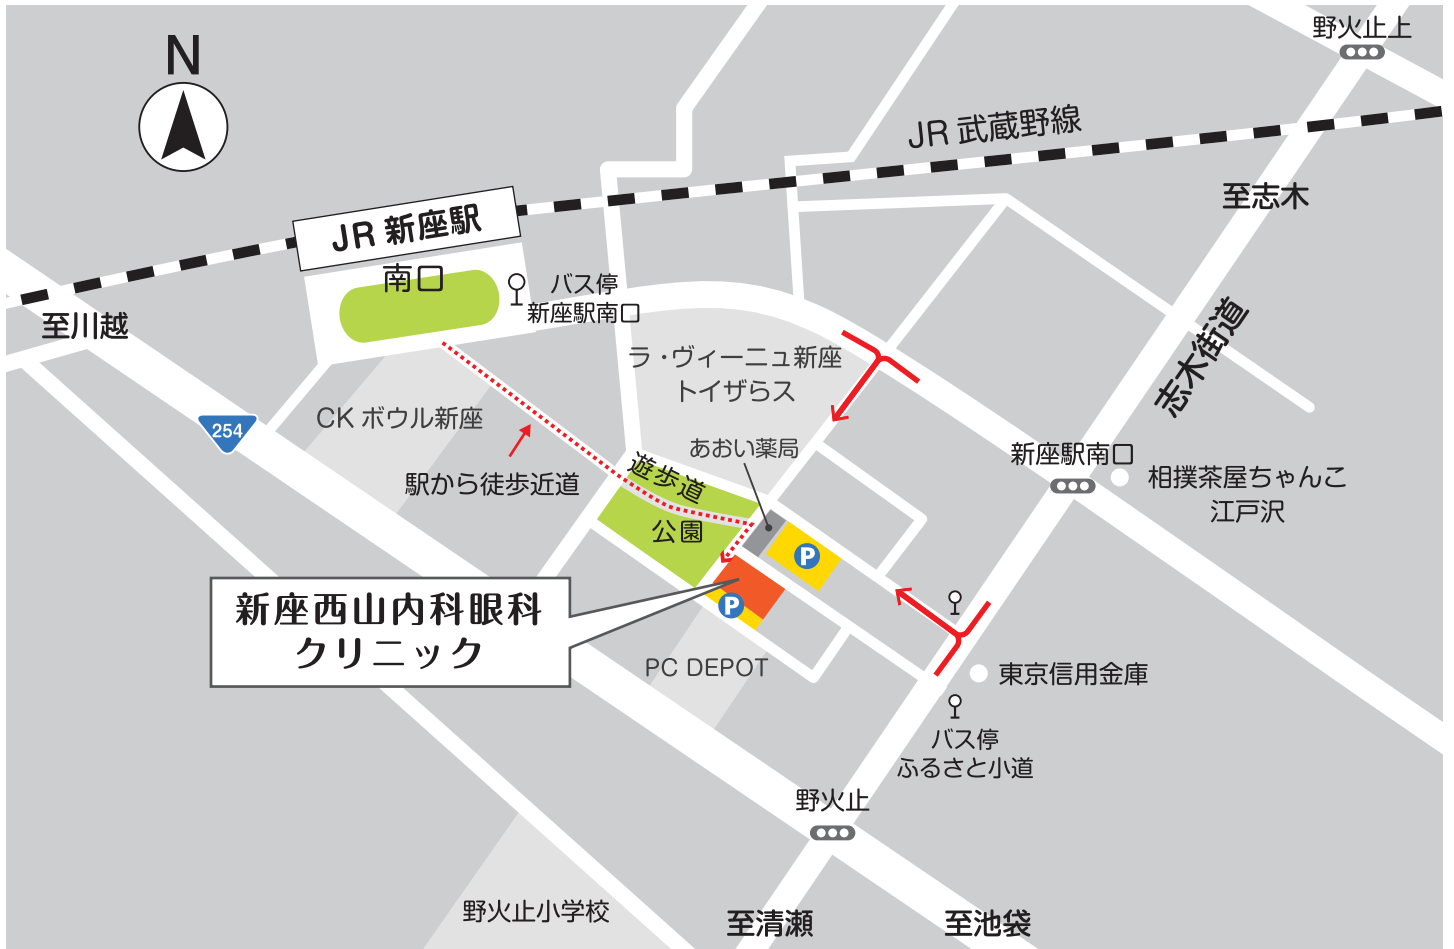 野火止上
N
JR 武蔵野線
至志木
JR 新座駅
南口
バス停
新座駅南口
至川越
志木街道
ラ・ヴィーニュ新座
トイザらス
CK ボウル新座
254
あおい薬局
新座駅南口
遊歩道
駅から徒歩近道
相撲茶屋ちゃんこ
江戸沢
公園
P
P
新座西山内科眼科
クリニック
PC DEPOT
東京信用金庫
バス停
ふるさと小道
野火止
野火止小学校
至清瀬
至池袋